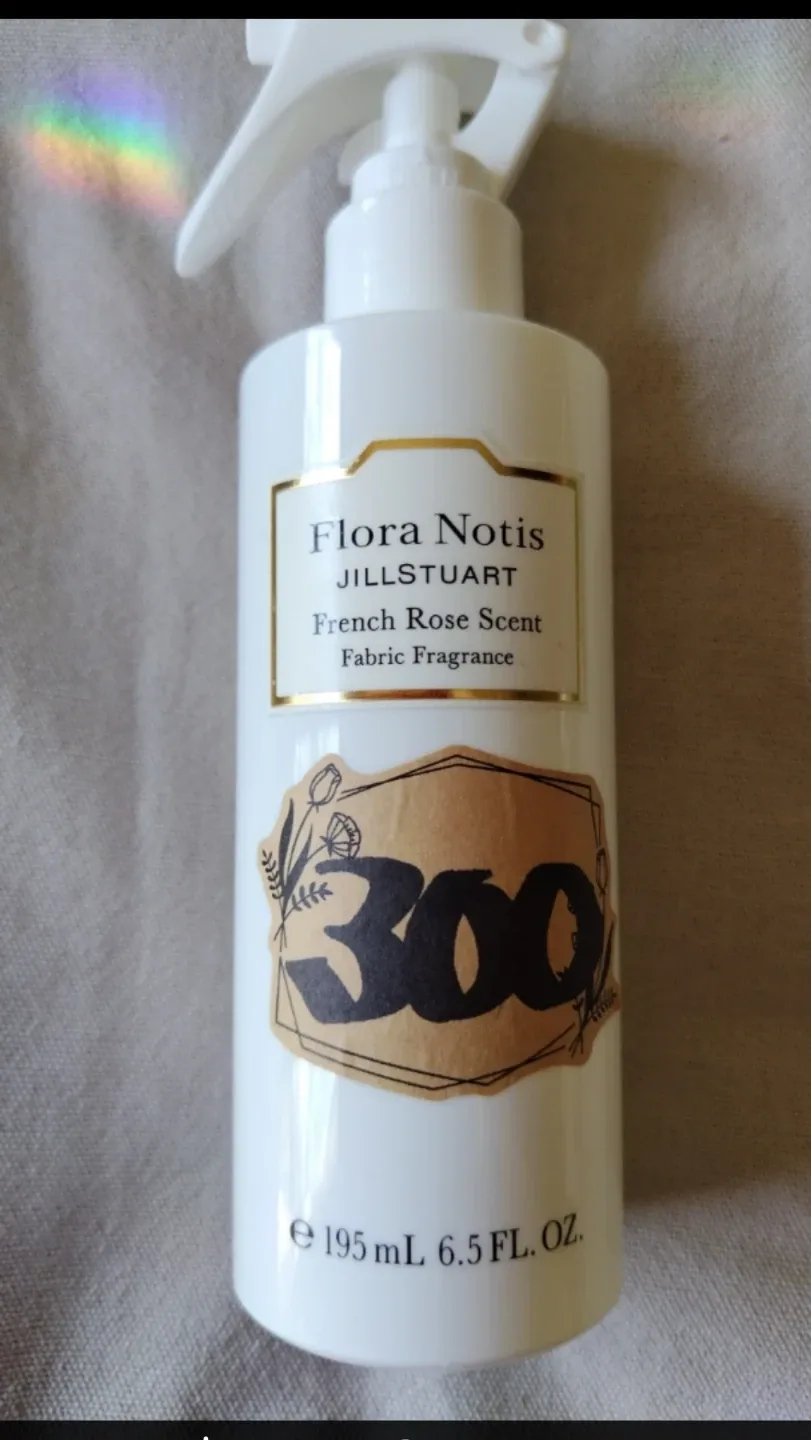 Flora Notis
JILLSTUART
French Rose Scent
Fabric Fragrance
300
℮ 195 mL 6.5 FL. OZ.